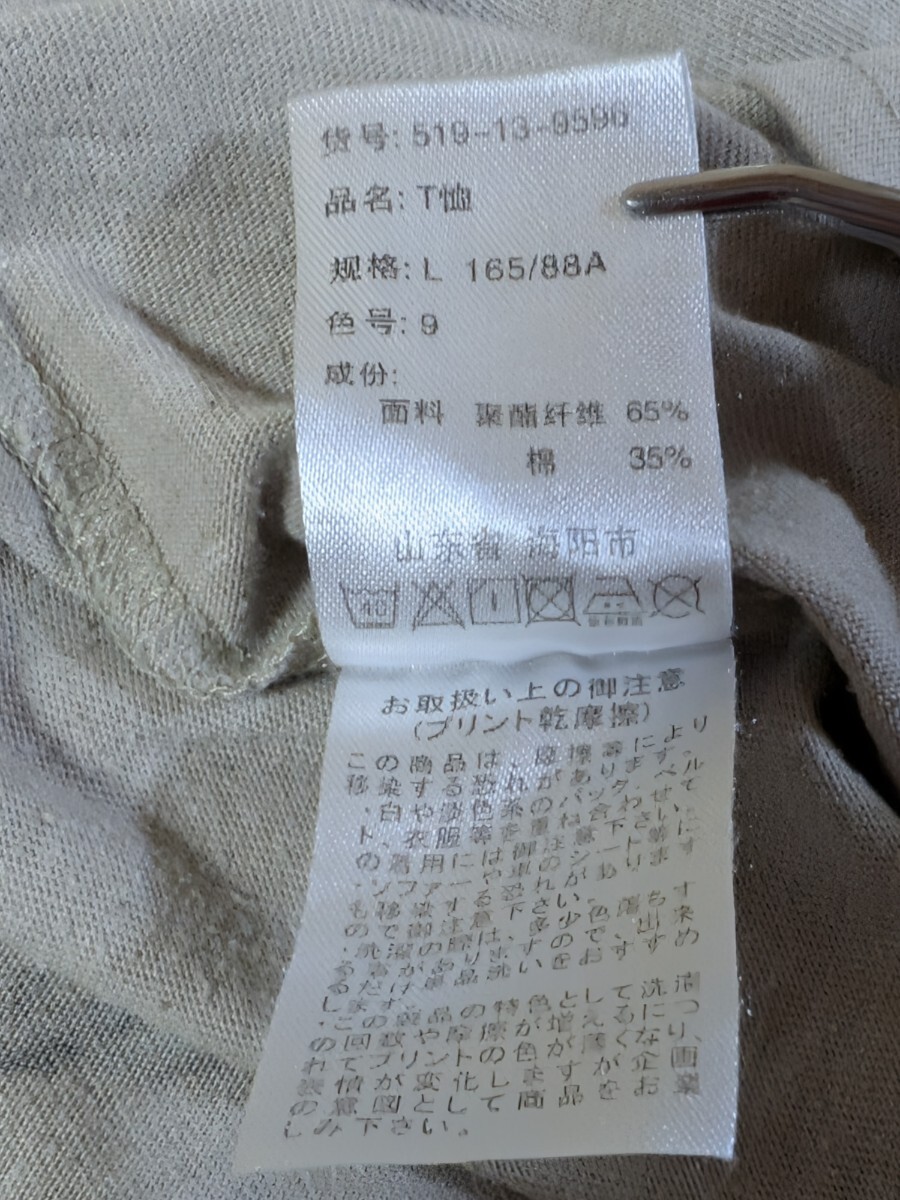 货号: 519-13-9596
品名: T恤
规格: L 165/88A
色号: 9
成份:
面料 聚酯纤维 65%
棉 35%
山东省 海阳市
40
お取扱い上の御注意
(プリント乾摩擦)
この商品は、摩擦等により
移染する恐れがあります。
・白や淡色系のバッグ、ベル
ト、衣服等を重ね合わせて
の着用には御注意下さい。
・ソファーや車のシート等に
も移染する恐れがあります
ので御注意下さい。
・洗濯の際は、多少色落ちす
る事がありますので、出来
るだけ単品洗いをおすすめ
します。
・この製品の特色として洗濯
の回数や摩擦が増えるにつ
れてプリントの色が薄くなり、
表情が変化しますが企画
の意図として商品をお楽
しみ下さい。